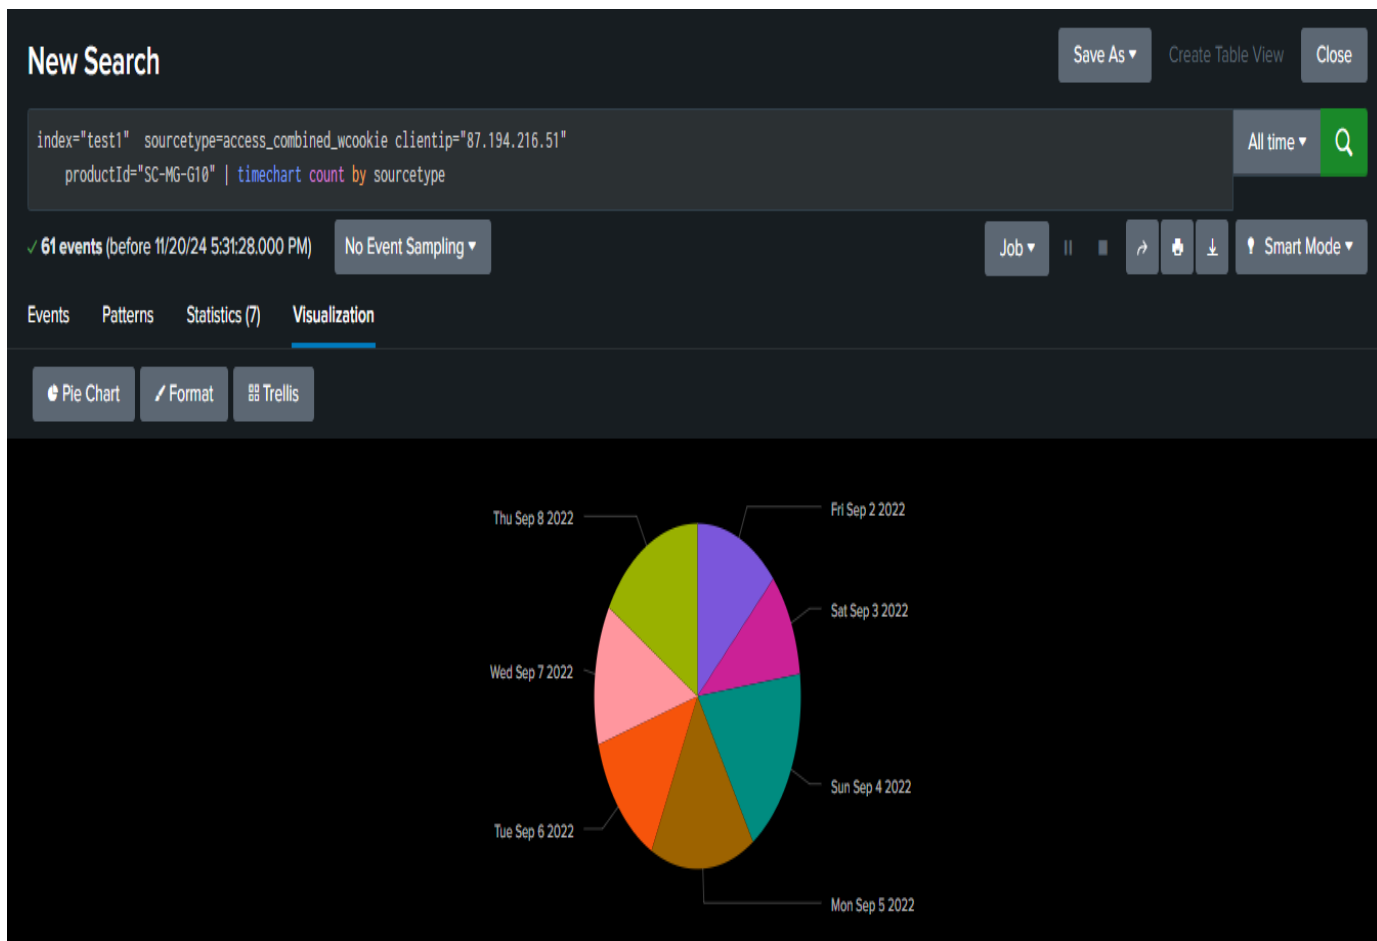 New Search
Save As
Create Table View
Close
index="test1"  sourcetype=access_combined_wcookie clientip="87.194.216.51"
productId="SC-MG-G10" | timechart count by sourcetype
All time
61 events (before 11/20/24 5:31:28.000 PM)
No Event Sampling
Job
Smart Mode
Events
Patterns
Statistics (7)
Visualization
Pie Chart
Format
Trellis
Thu Sep 8 2022
Fri Sep 2 2022
Sat Sep 3 2022
Wed Sep 7 2022
Sun Sep 4 2022
Tue Sep 6 2022
Mon Sep 5 2022